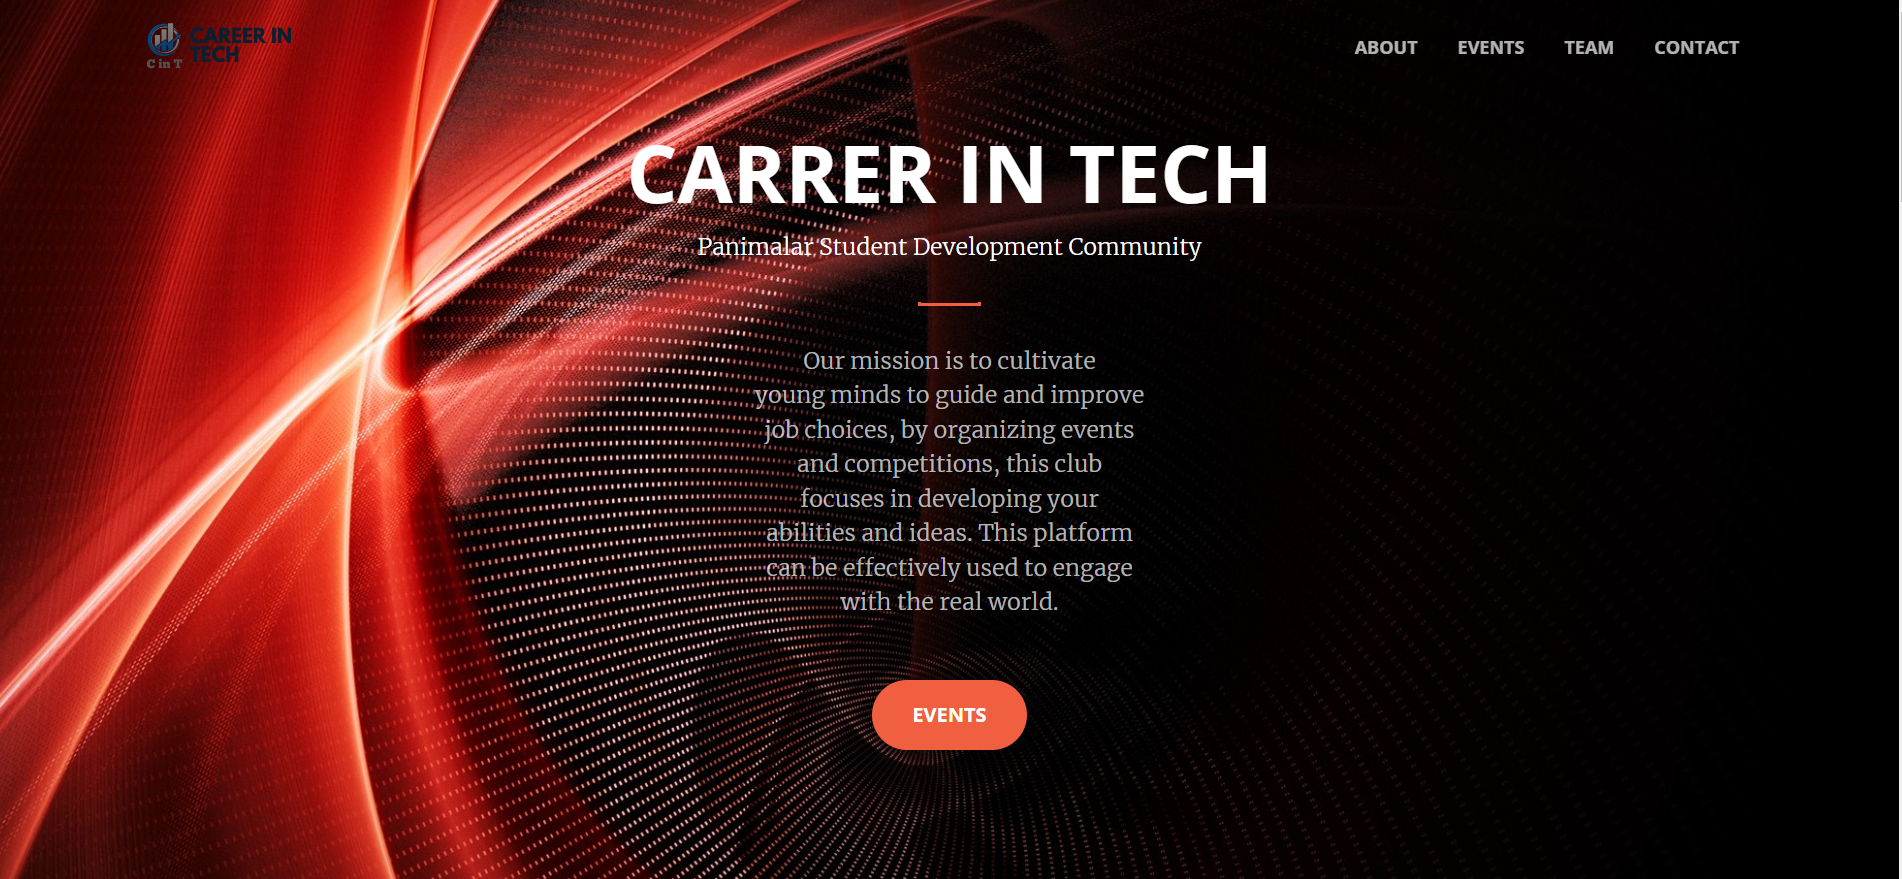 CAREER IN
TECH
C in T
ABOUT EVENTS TEAM CONTACT
CARRER IN TECH
Panimalar Student Development Community
Our mission is to cultivate
young minds to guide and improve
job choices, by organizing events
and competitions, this club
focuses in developing your
abilities and ideas. This platform
can be effectively used to engage
with the real world.
EVENTS